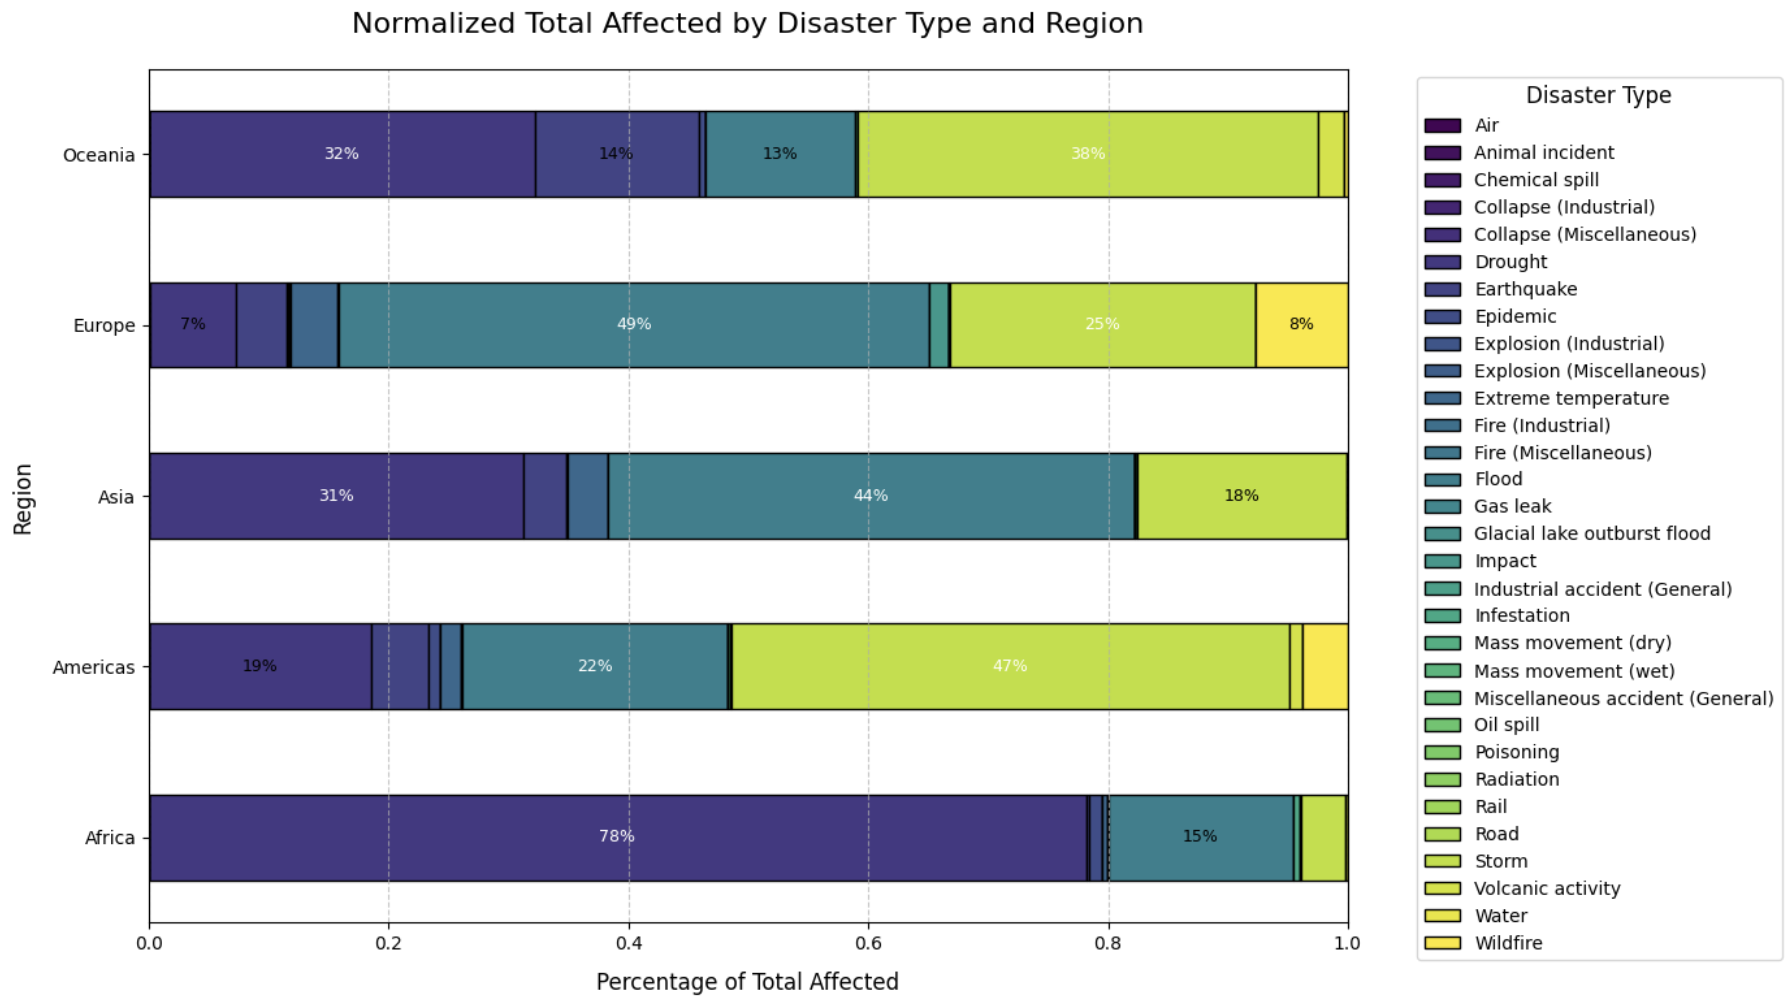 Normalized Total Affected by Disaster Type and Region
Region
Oceania
32%
14%
13%
38%
Europe
7%
49%
25%
8%
Asia
31%
44%
18%
Americas
19%
22%
47%
Africa
78%
15%
0.0
0.2
0.4
0.6
0.8
1.0
Percentage of Total Affected
Disaster Type
Air
Animal incident
Chemical spill
Collapse (Industrial)
Collapse (Miscellaneous)
Drought
Earthquake
Epidemic
Explosion (Industrial)
Explosion (Miscellaneous)
Extreme temperature
Fire (Industrial)
Fire (Miscellaneous)
Flood
Gas leak
Glacial lake outburst flood
Impact
Industrial accident (General)
Infestation
Mass movement (dry)
Mass movement (wet)
Miscellaneous accident (General)
Oil spill
Poisoning
Radiation
Rail
Road
Storm
Volcanic activity
Water
Wildfire